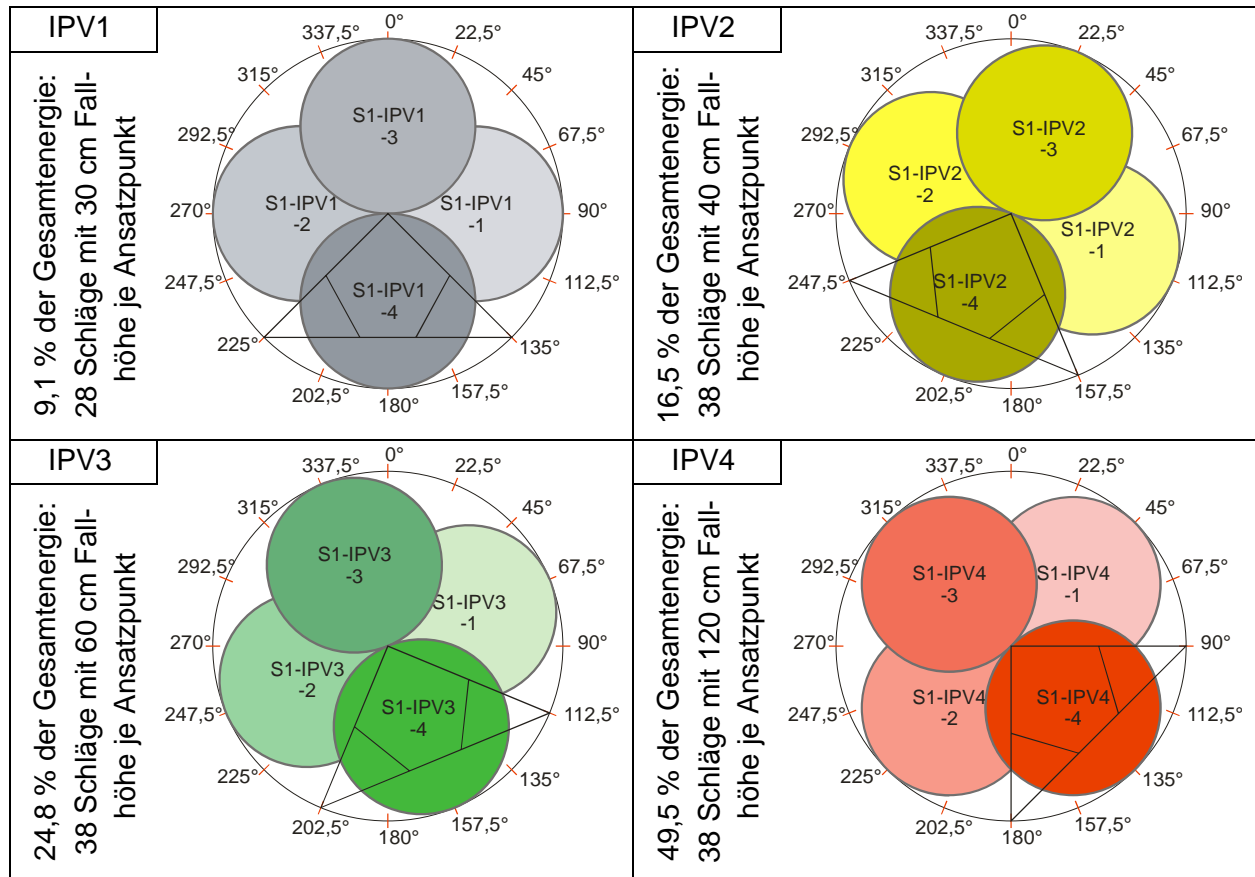 IPV1
9,1 % der Gesamtenergie:
28 Schläge mit 30 cm Fall-
höhe je Ansatzpunkt
0°
22,5°
45°
67,5°
90°
112,5°
135°
157,5°
180°
202,5°
225°
247,5°
270°
292,5°
315°
337,5°
S1-IPV1
-3
S1-IPV1
-2
S1-IPV1
-1
S1-IPV1
-4
IPV2
16,5 % der Gesamtenergie:
38 Schläge mit 40 cm Fall-
höhe je Ansatzpunkt
0°
22,5°
45°
67,5°
90°
112,5°
135°
157,5°
180°
202,5°
225°
247,5°
270°
292,5°
315°
337,5°
S1-IPV2
-3
S1-IPV2
-2
S1-IPV2
-1
S1-IPV2
-4
IPV3
24,8 % der Gesamtenergie:
38 Schläge mit 60 cm Fall-
höhe je Ansatzpunkt
0°
22,5°
45°
67,5°
90°
112,5°
135°
157,5°
180°
202,5°
225°
247,5°
270°
292,5°
315°
337,5°
S1-IPV3
-3
S1-IPV3
-1
S1-IPV3
-2
S1-IPV3
-4
IPV4
49,5 % der Gesamtenergie:
38 Schläge mit 120 cm Fall-
höhe je Ansatzpunkt
0°
22,5°
45°
67,5°
90°
112,5°
135°
157,5°
180°
202,5°
225°
247,5°
270°
292,5°
315°
337,5°
S1-IPV4
-3
S1-IPV4
-1
S1-IPV4
-2
S1-IPV4
-4